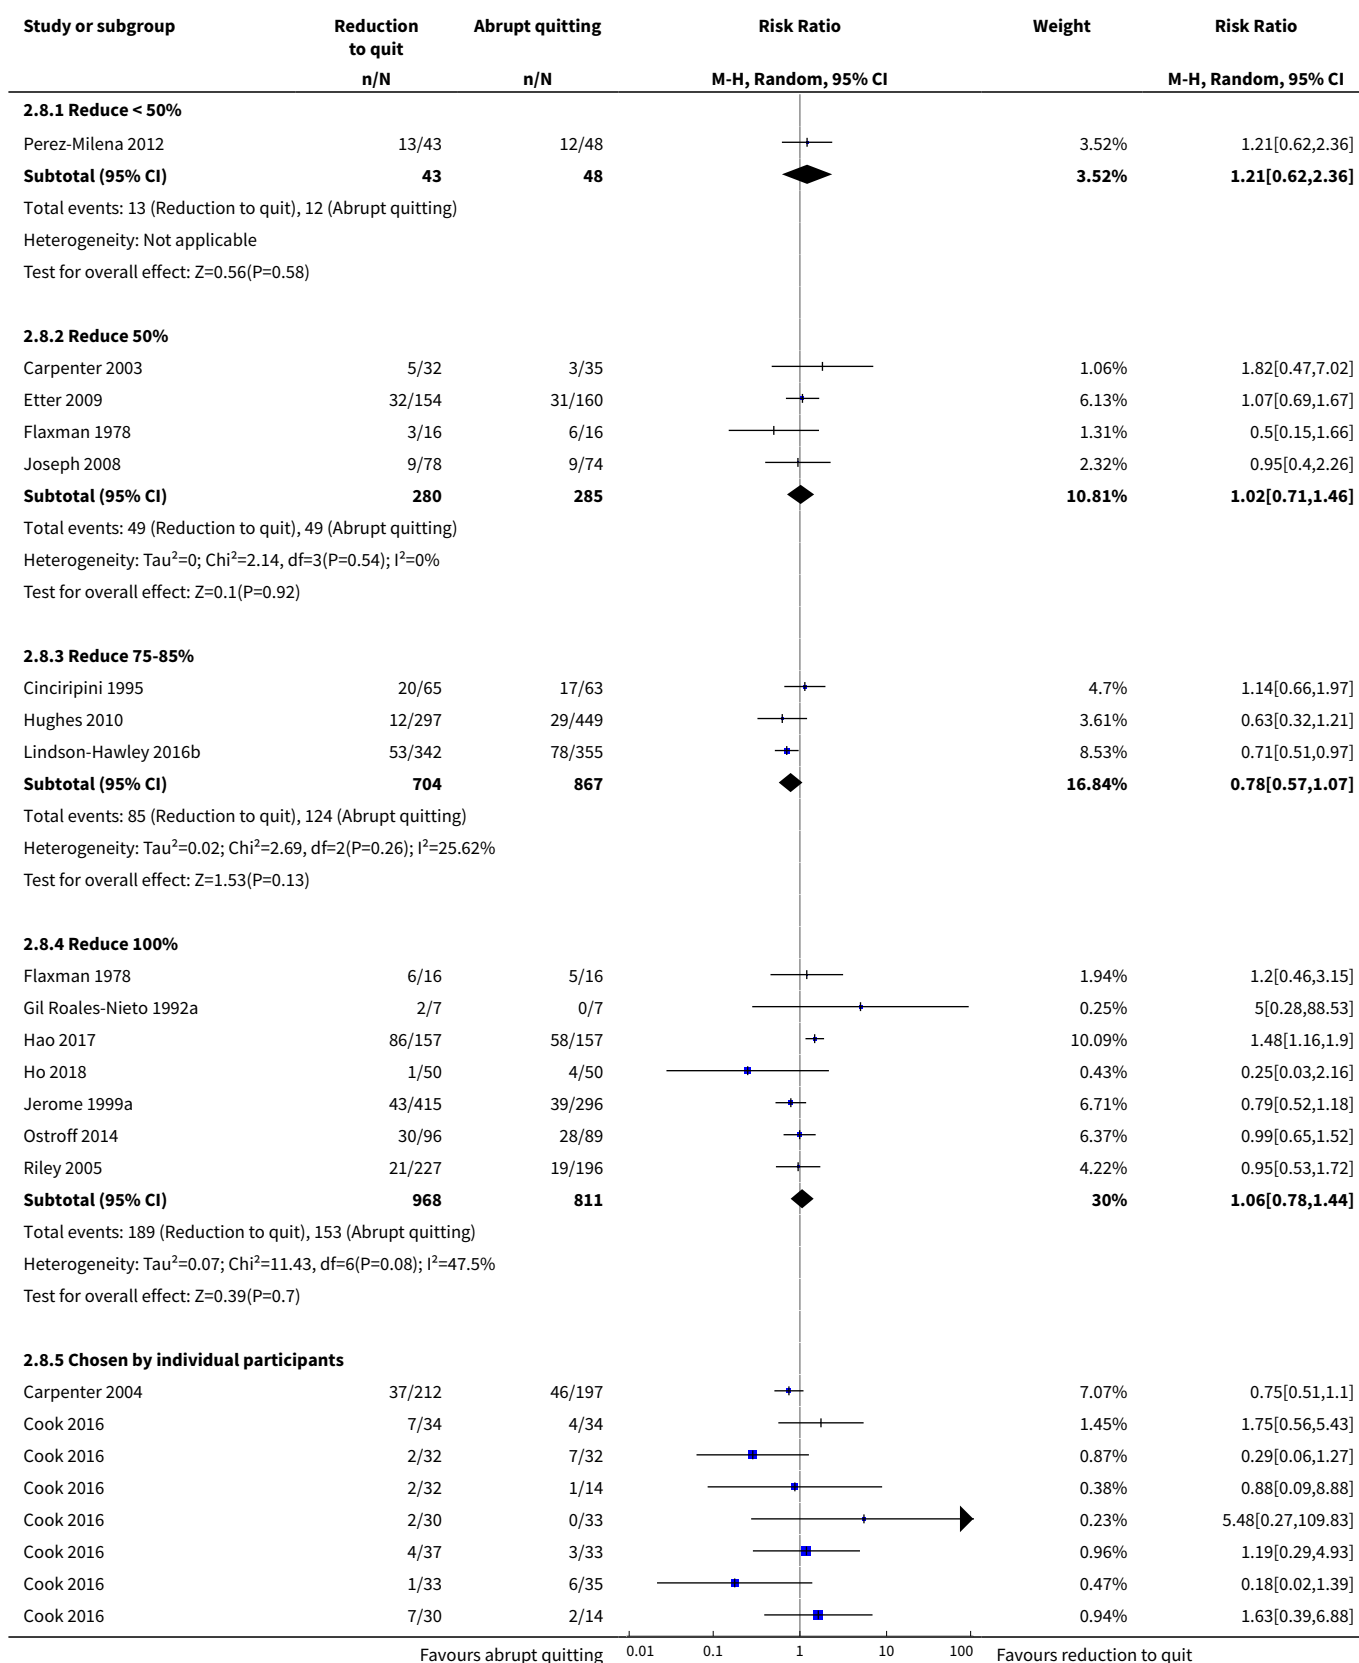 Study or subgroup Reduction to quit Abrupt quitting Risk Ratio Weight Risk Ratio
n/N n/N M-H, Random, 95% CI M-H, Random, 95% CI
2.8.1 Reduce < 50%
Perez-Milena 2012 13/43 12/48 3.52% 1.21[0.62,2.36]
Subtotal (95% CI) 43 48 3.52% 1.21[0.62,2.36]
Total events: 13 (Reduction to quit), 12 (Abrupt quitting)
Heterogeneity: Not applicable
Test for overall effect: Z=0.56(P=0.58)
2.8.2 Reduce 50%
Carpenter 2003 5/32 3/35 1.06% 1.82[0.47,7.02]
Etter 2009 32/154 31/160 6.13% 1.07[0.69,1.67]
Flaxman 1978 3/16 6/16 1.31% 0.5[0.15,1.66]
Joseph 2008 9/78 9/74 2.32% 0.95[0.4,2.26]
Subtotal (95% CI) 280 285 10.81% 1.02[0.71,1.46]
Total events: 49 (Reduction to quit), 49 (Abrupt quitting)
Heterogeneity: Tau²=0; Chi²=2.14, df=3(P=0.54); I²=0%
Test for overall effect: Z=0.1(P=0.92)
2.8.3 Reduce 75-85%
Cinciripini 1995 20/65 17/63 4.7% 1.14[0.66,1.97]
Hughes 2010 12/297 29/449 3.61% 0.63[0.32,1.21]
Lindson-Hawley 2016b 53/342 78/355 8.53% 0.71[0.51,0.97]
Subtotal (95% CI) 704 867 16.84% 0.78[0.57,1.07]
Total events: 85 (Reduction to quit), 124 (Abrupt quitting)
Heterogeneity: Tau²=0.02; Chi²=2.69, df=2(P=0.26); I²=25.62%
Test for overall effect: Z=1.53(P=0.13)
2.8.4 Reduce 100%
Flaxman 1978 6/16 5/16 1.94% 1.2[0.46,3.15]
Gil Roales-Nieto 1992a 2/7 0/7 0.25% 5[0.28,88.53]
Hao 2017 86/157 58/157 10.09% 1.48[1.16,1.9]
Ho 2018 1/50 4/50 0.43% 0.25[0.03,2.16]
Jerome 1999a 43/415 39/296 6.71% 0.79[0.52,1.18]
Ostroff 2014 30/96 28/89 6.37% 0.99[0.65,1.52]
Riley 2005 21/227 19/196 4.22% 0.95[0.53,1.72]
Subtotal (95% CI) 968 811 30% 1.06[0.78,1.44]
Total events: 189 (Reduction to quit), 153 (Abrupt quitting)
Heterogeneity: Tau²=0.07; Chi²=11.43, df=6(P=0.08); I²=47.5%
Test for overall effect: Z=0.39(P=0.7)
2.8.5 Chosen by individual participants
Carpenter 2004 37/212 46/197 7.07% 0.75[0.51,1.1]
Cook 2016 7/34 4/34 1.45% 1.75[0.56,5.43]
Cook 2016 2/32 7/32 0.87% 0.29[0.06,1.27]
Cook 2016 2/32 1/14 0.38% 0.88[0.09,8.88]
Cook 2016 2/30 0/33 0.23% 5.48[0.27,109.83]
Cook 2016 4/37 3/33 0.96% 1.19[0.29,4.93]
Cook 2016 1/33 6/35 0.47% 0.18[0.02,1.39]
Cook 2016 7/30 2/14 0.94% 1.63[0.39,6.88]
Favours abrupt quitting 0.01 0.1 1 10 100 Favours reduction to quit